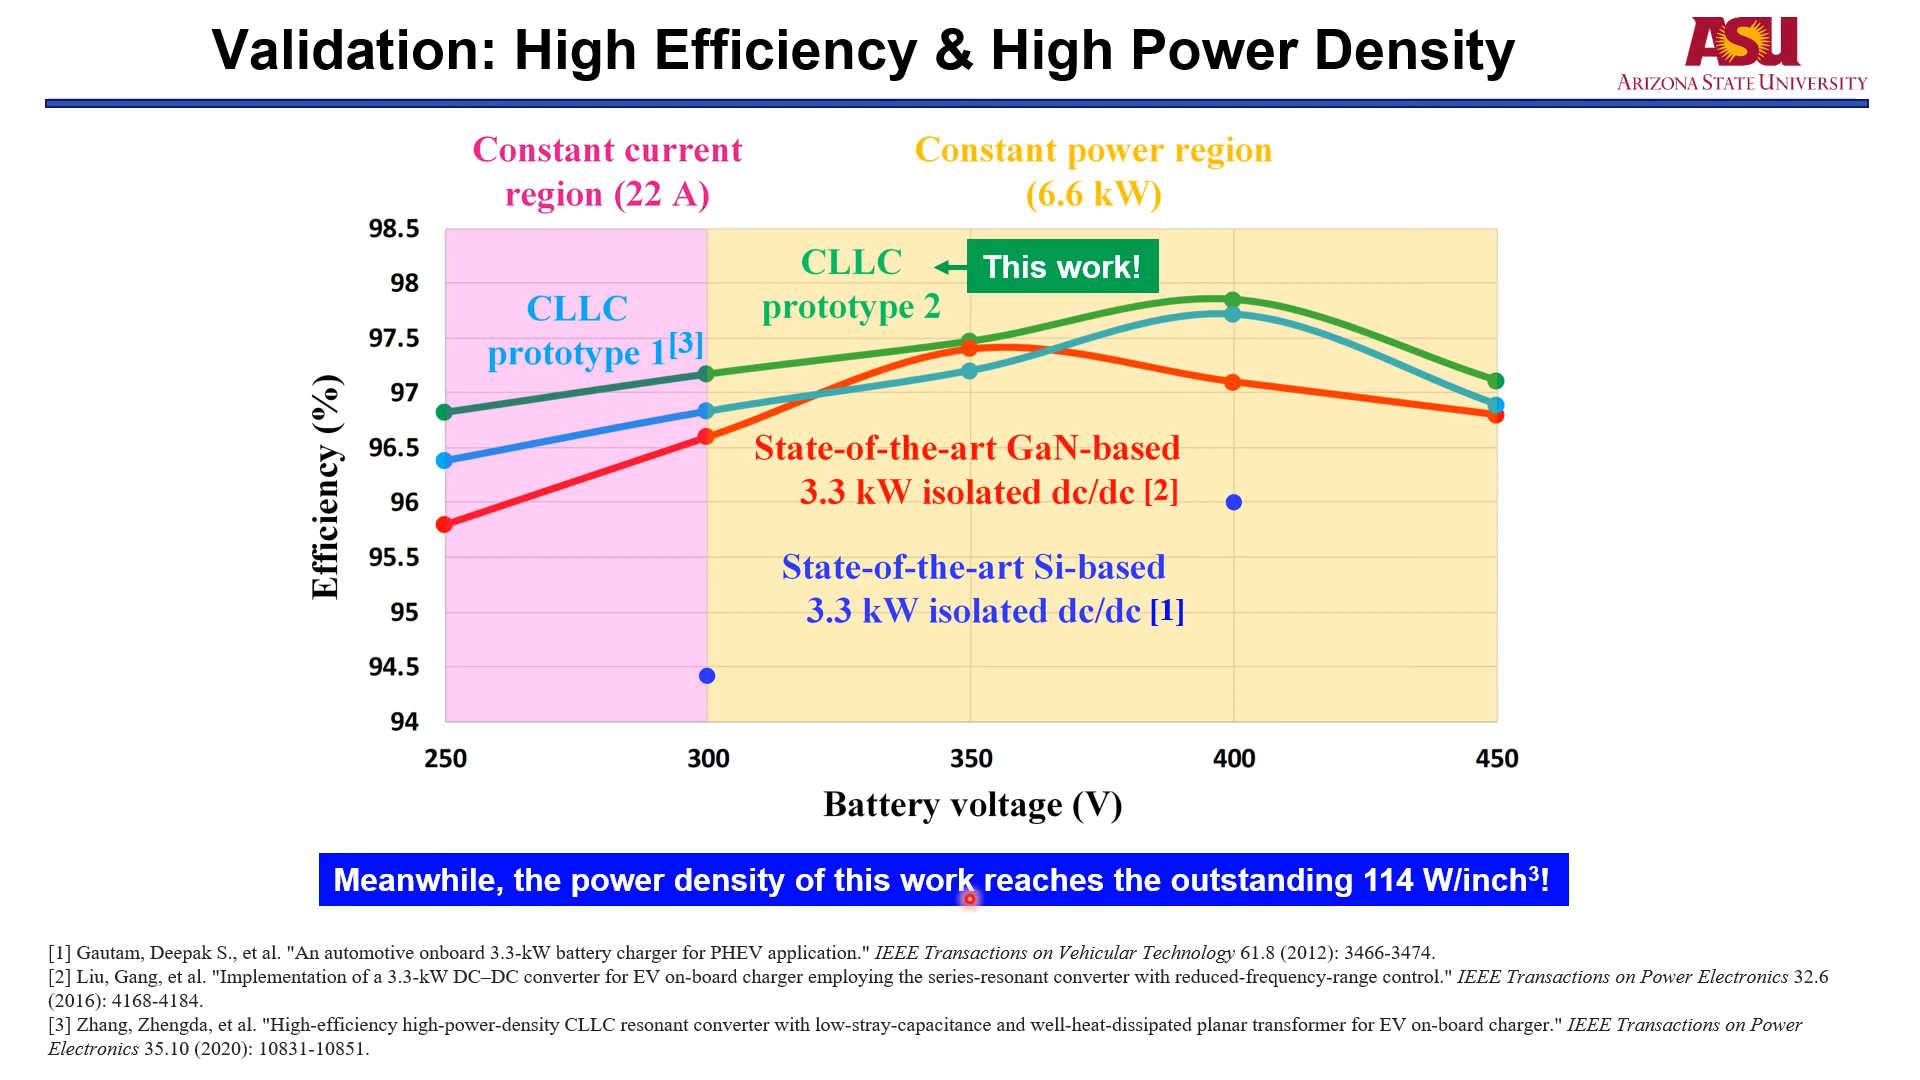 Validation: High Efficiency & High Power Density
ASU
ARIZONA STATE UNIVERSITY
Constant current
region (22 A)
Constant power region
(6.6 kW)
98.5
98
97.5
97
96.5
96
95.5
95
94.5
94
Efficiency (%)
CLLC
prototype 1[3]
CLLC
prototype 2
This work!
State-of-the-art GaN-based
3.3 kW isolated dc/dc [2]
State-of-the-art Si-based
3.3 kW isolated dc/dc [1]
250
300
350
400
450
Battery voltage (V)
Meanwhile, the power density of this work reaches the outstanding 114 W/inch³!
[1] Gautam, Deepak S., et al. "An automotive onboard 3.3-kW battery charger for PHEV application." IEEE Transactions on Vehicular Technology 61.8 (2012): 3466-3474.
[2] Liu, Gang, et al. "Implementation of a 3.3-kW DC–DC converter for EV on-board charger employing the series-resonant converter with reduced-frequency-range control." IEEE Transactions on Power Electronics 32.6
(2016): 4168-4184.
[3] Zhang, Zhengda, et al. "High-efficiency high-power-density CLLC resonant converter with low-stray-capacitance and well-heat-dissipated planar transformer for EV on-board charger." IEEE Transactions on Power
Electronics 35.10 (2020): 10831-10851.